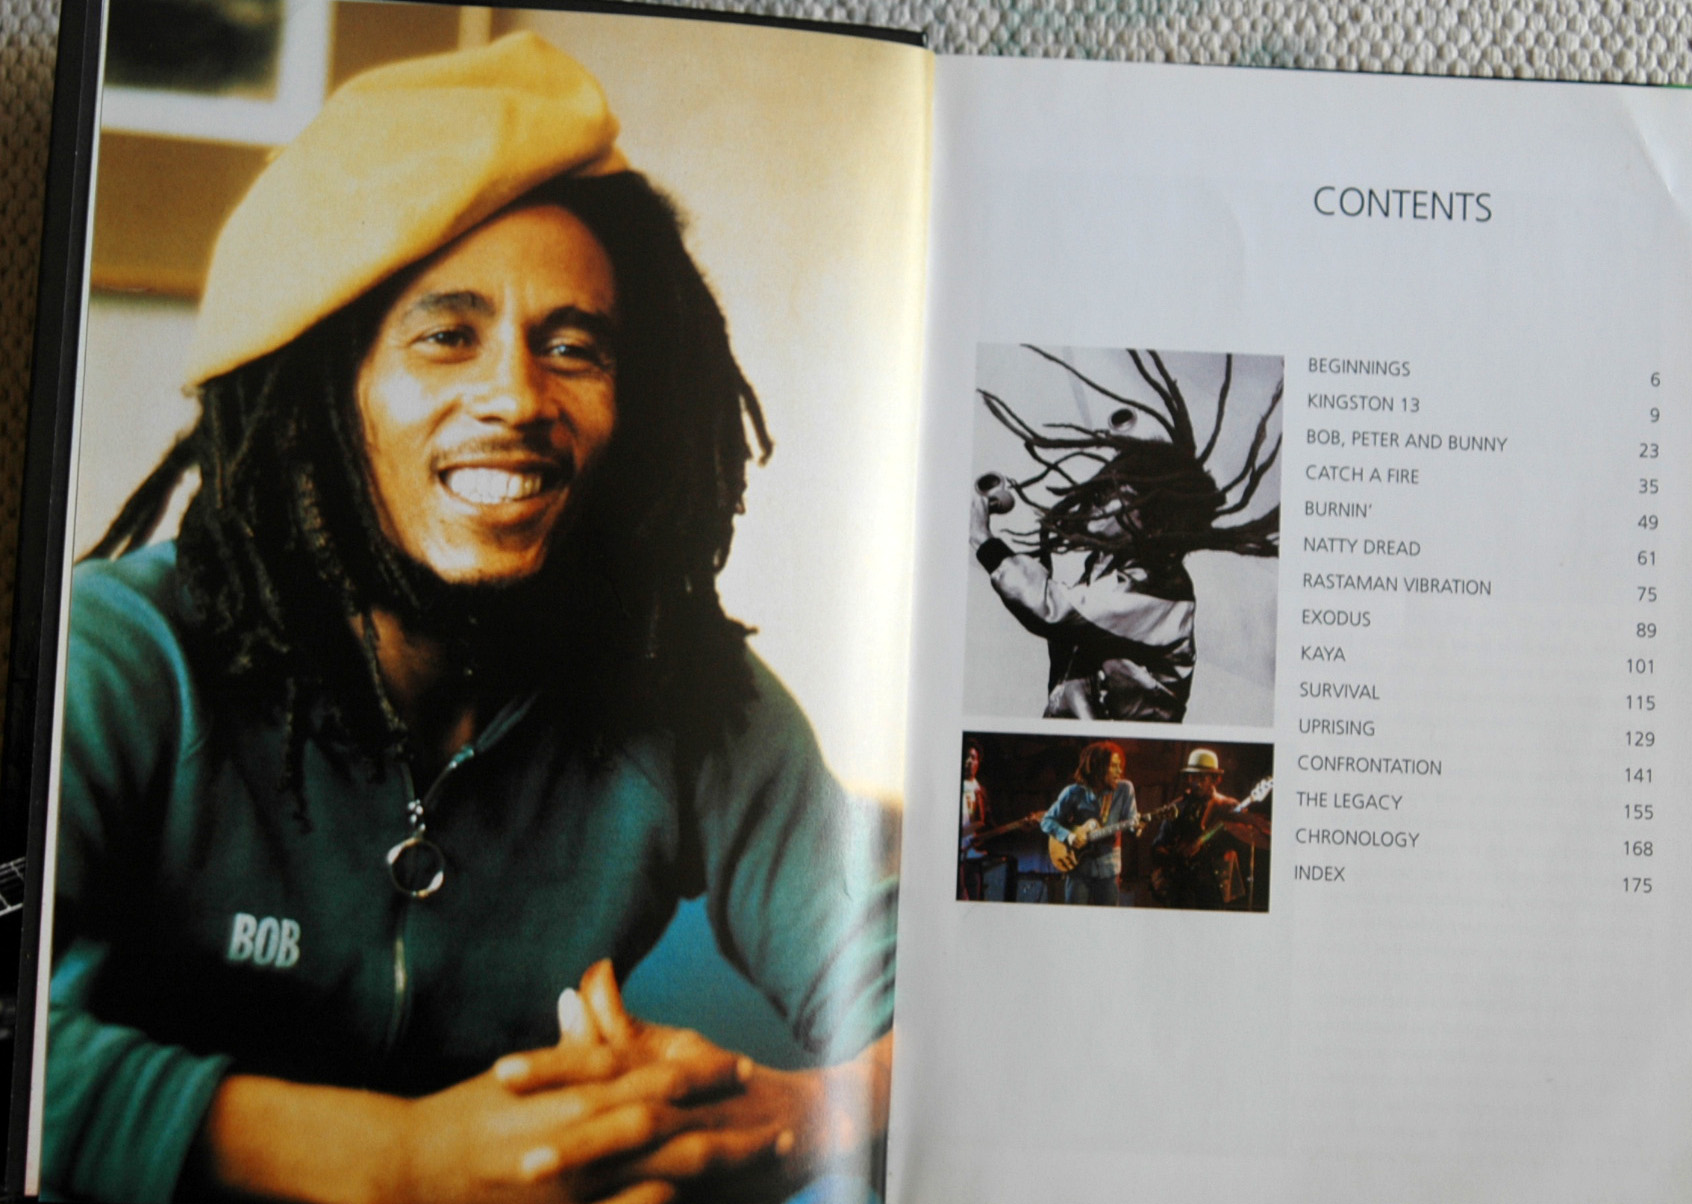 BOB
CONTENTS
BEGINNINGS 6
KINGSTON 13 9
BOB, PETER AND BUNNY 23
CATCH A FIRE 35
BURNIN' 49
NATTY DREAD 61
RASTAMAN VIBRATION 75
EXODUS 89
KAYA 101
SURVIVAL 115
UPRISING 129
CONFRONTATION 141
THE LEGACY 155
CHRONOLOGY 168
INDEX 175